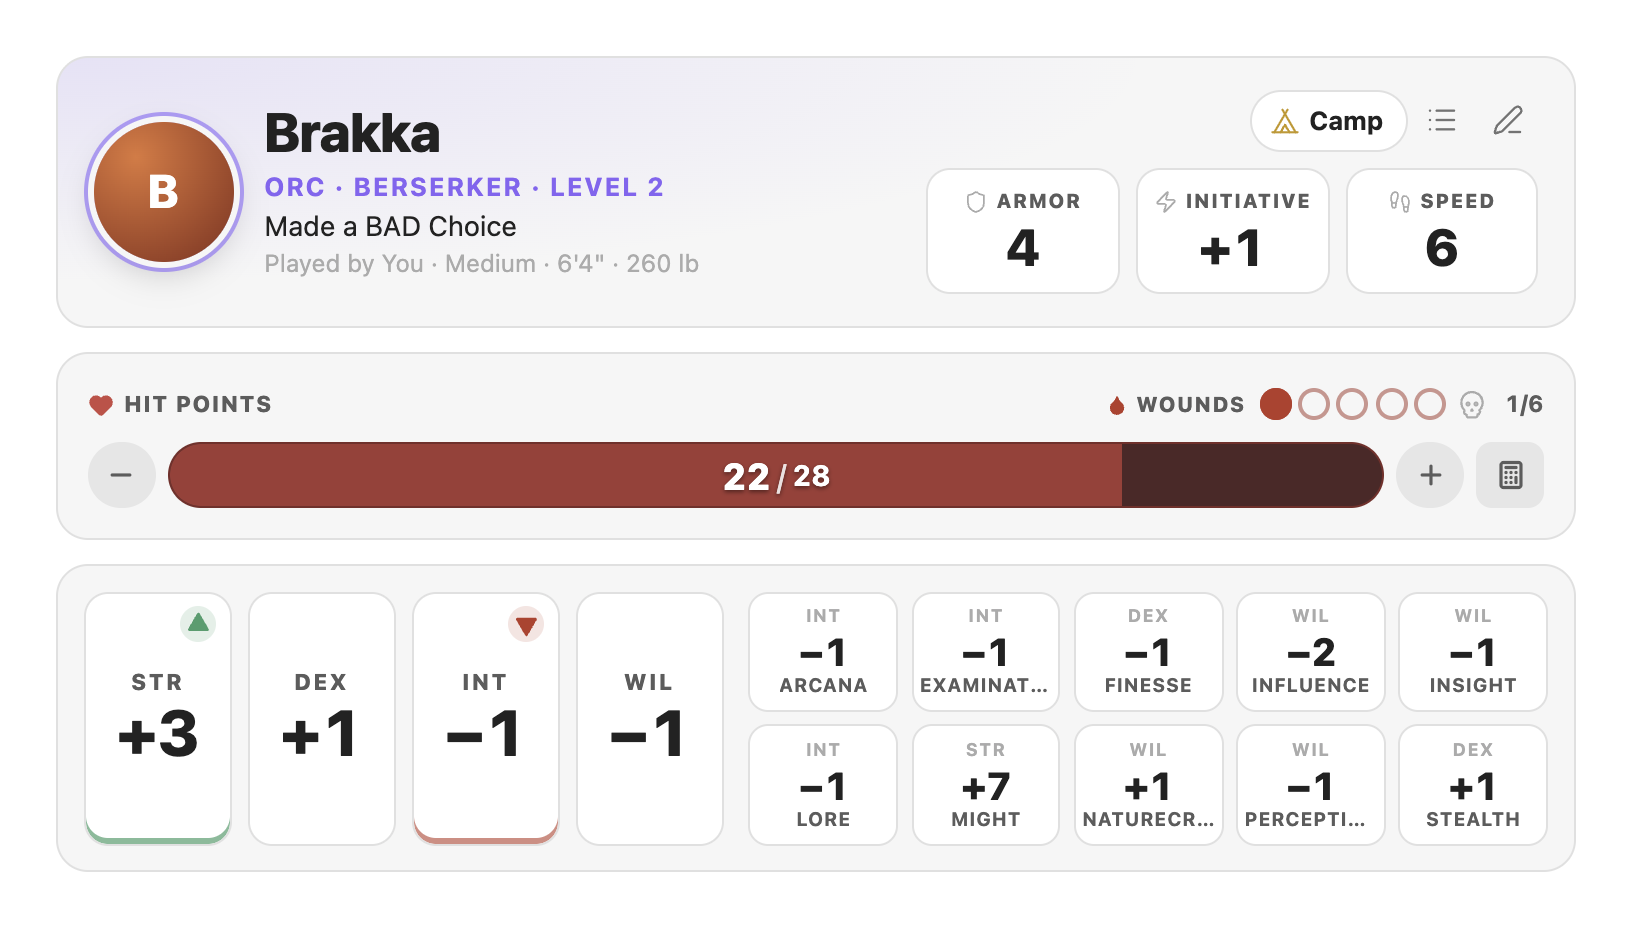 B
Brakka
ORC · BERSERKER · LEVEL 2
Made a BAD Choice
Played by You · Medium · 6'4" · 260 lb
Camp
ARMOR
4
INITIATIVE
+1
SPEED
6
HIT POINTS
WOUNDS
1/6
22 / 28
STR
+3
DEX
+1
INT
−1
WIL
−1
INT
−1
ARCANA
INT
−1
EXAMINAT...
DEX
−1
FINESSE
WIL
−2
INFLUENCE
WIL
−1
INSIGHT
INT
−1
LORE
STR
+7
MIGHT
WIL
+1
NATURECR...
WIL
−1
PERCEPTI...
DEX
+1
STEALTH